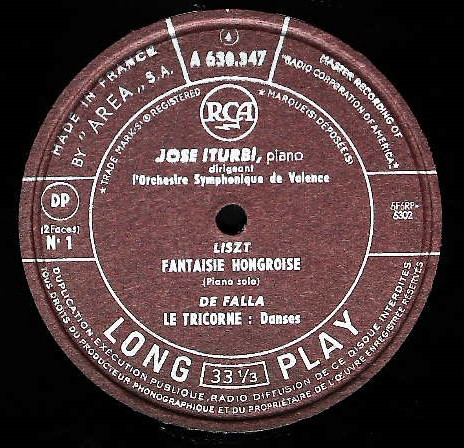 A 630.347
MADE IN FRANCE
BY "AREA" S.A.
MASTER RECORDING OF
"RADIO CORPORATION OF AMERICA"
RCA
★ TRADE MARK(S) ® REGISTERED
★ MARQUE(S) DÉPOSÉE(S)
JOSE ITURBI, piano
dirigeant
l'Orchestre Symphonique de Valence
DP
(2 Faces)
N° 1
5302
LISZT
FANTAISIE HONGROISE
(Piano solo)
DE FALLA
LE TRICORNE : Danses
LONG PLAY
33 1/3
DUPLICATION, EXÉCUTION PUBLIQUE, RADIO DIFFUSION DE CE DISQUE INTERDITES
TOUS DROITS DU PRODUCTEUR PHONOGRAPHIQUE ET DU PROPRIÉTAIRE DE L'ŒUVRE ENREGISTRÉE RÉSERVÉS